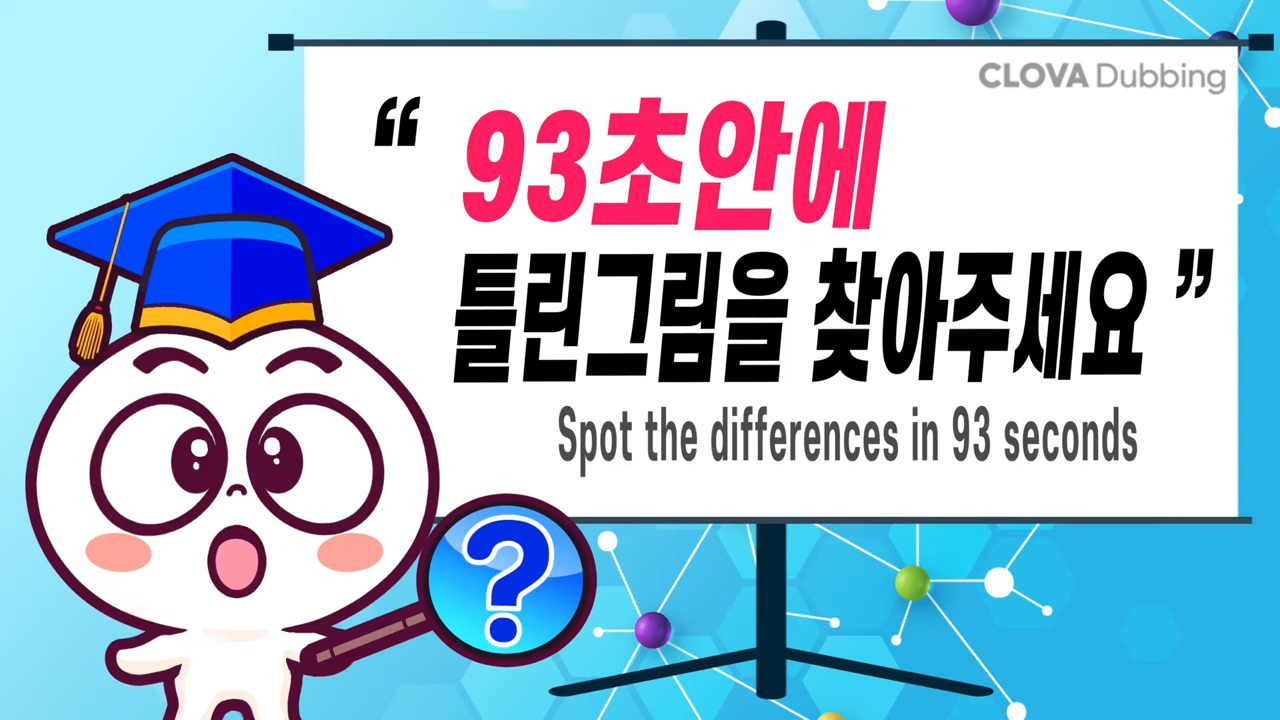 CLOVA Dubbing
“ 93초안에
틀린그림을 찾아주세요 ”
Spot the differences in 93 seconds
?